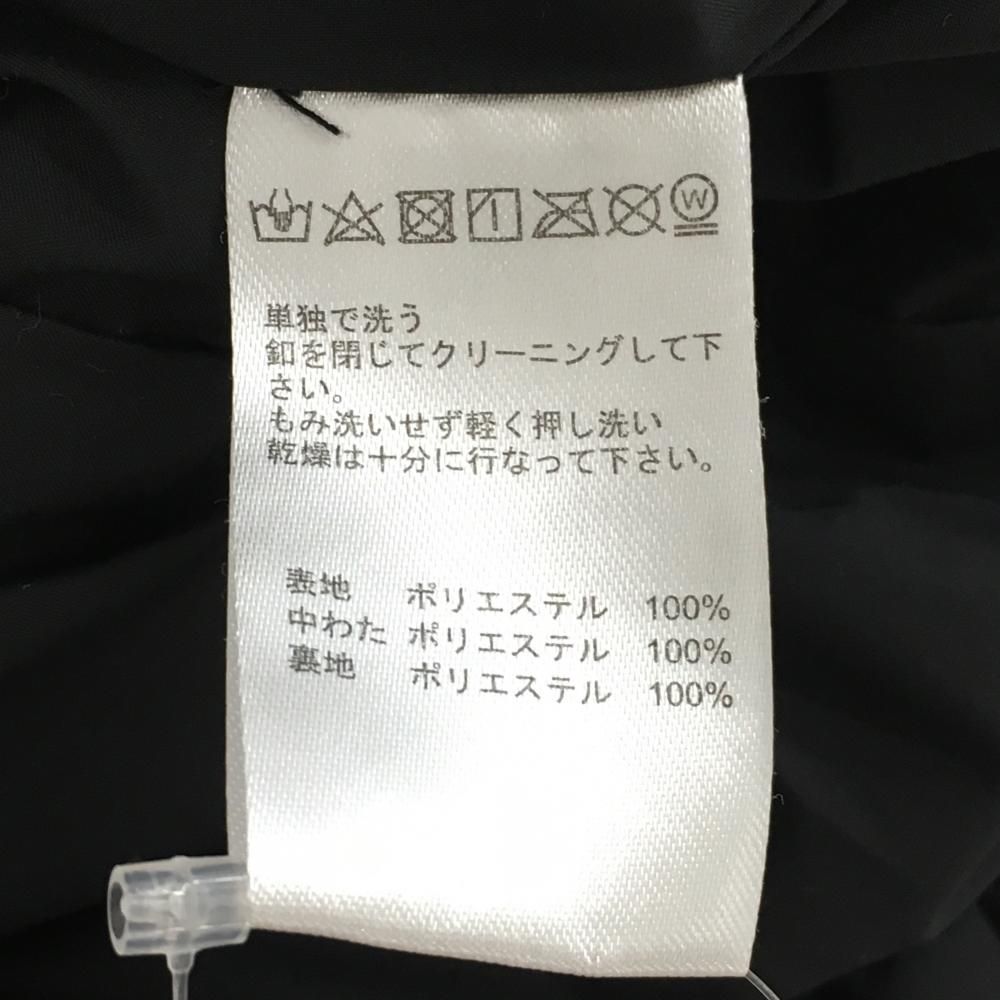 W
単独で洗う
釦を閉じてクリーニングして下
さい。
もみ洗いせず軽く押し洗い
乾燥は十分に行なって下さい。
表地 ポリエステル 100%
中わた ポリエステル 100%
裏地 ポリエステル 100%